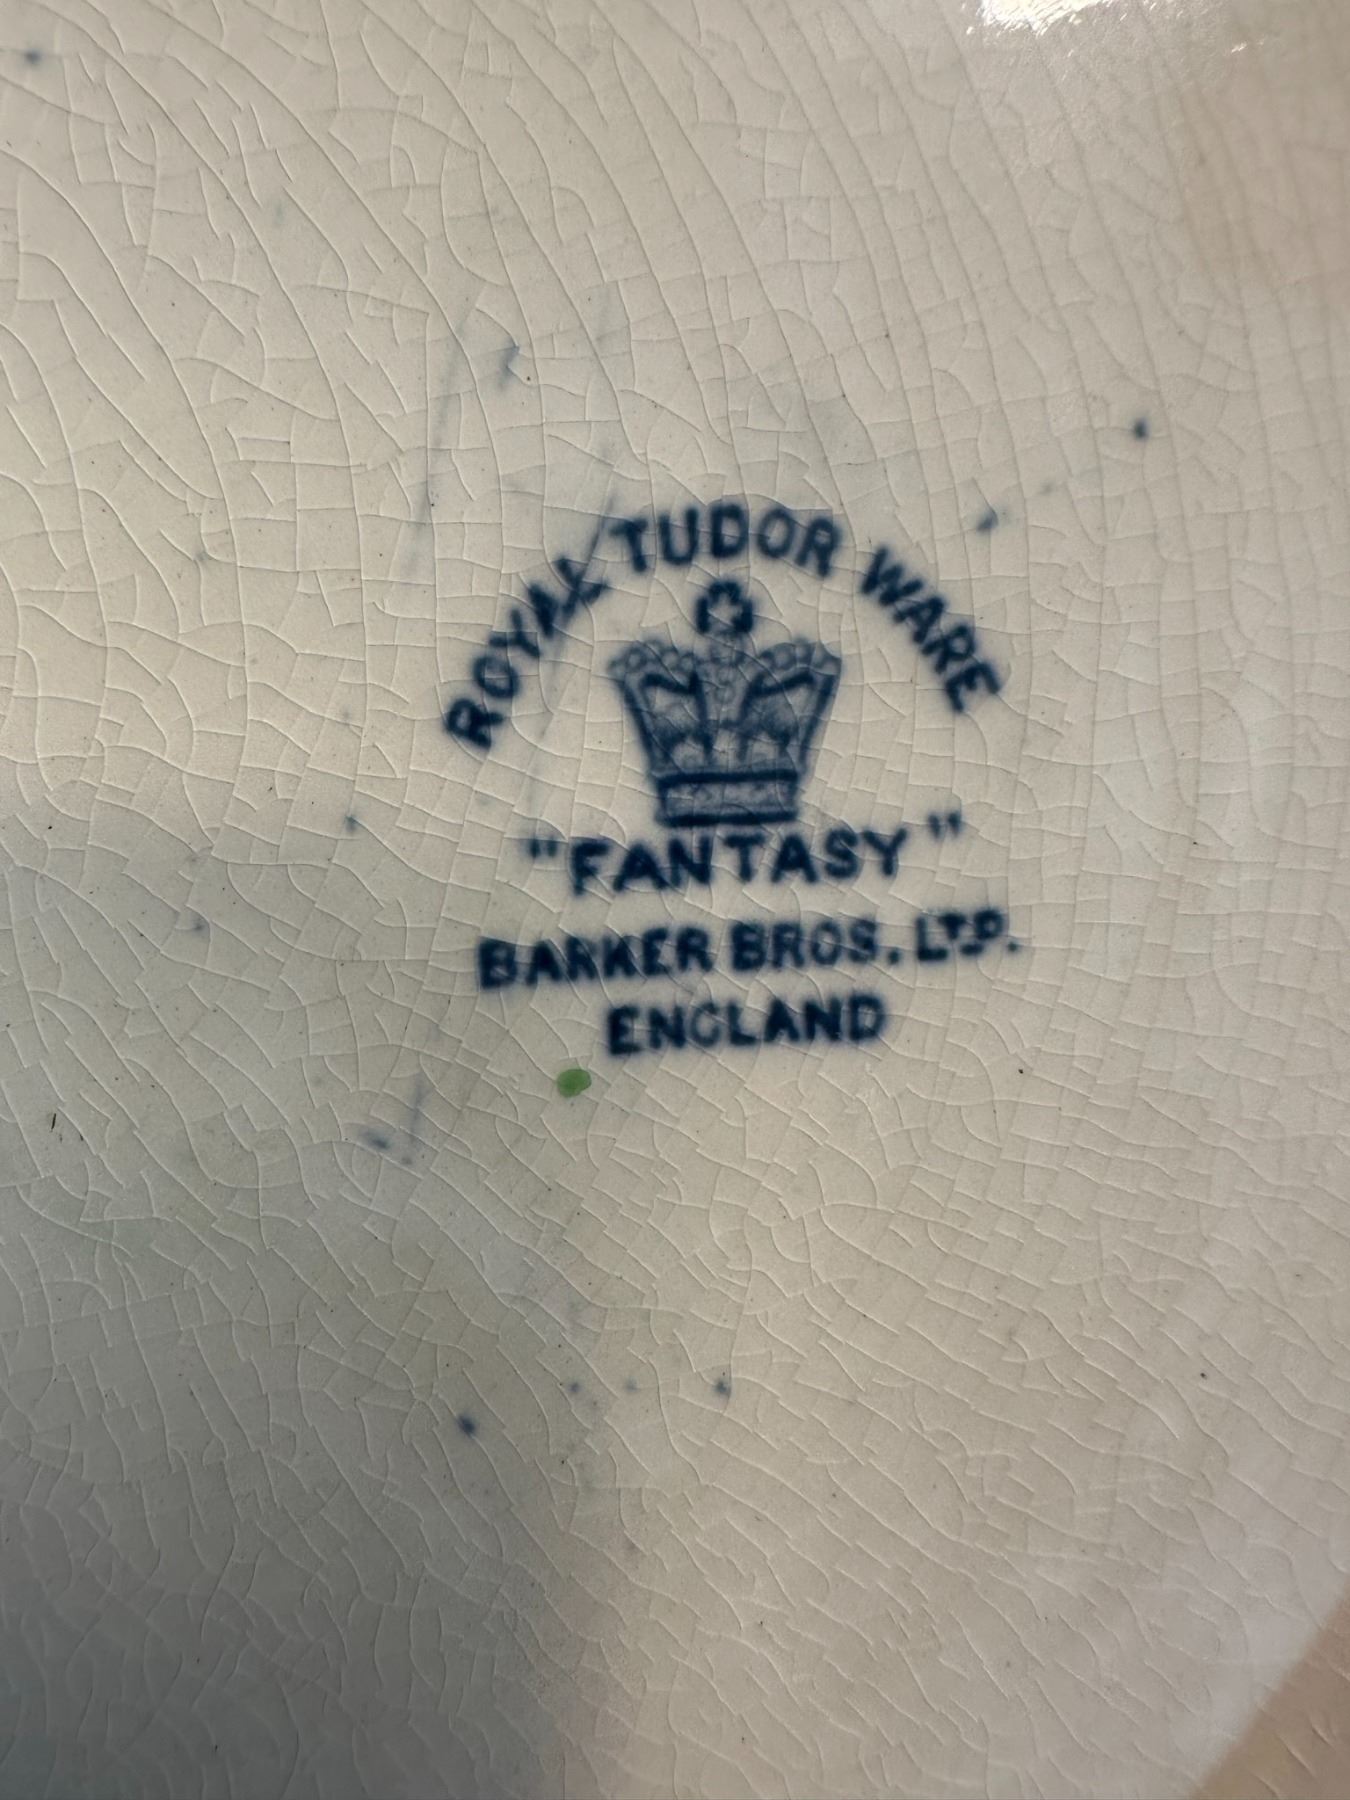 ROYAL TUDOR WARE
"FANTASY"
BARKER BROS. LTD.
ENGLAND